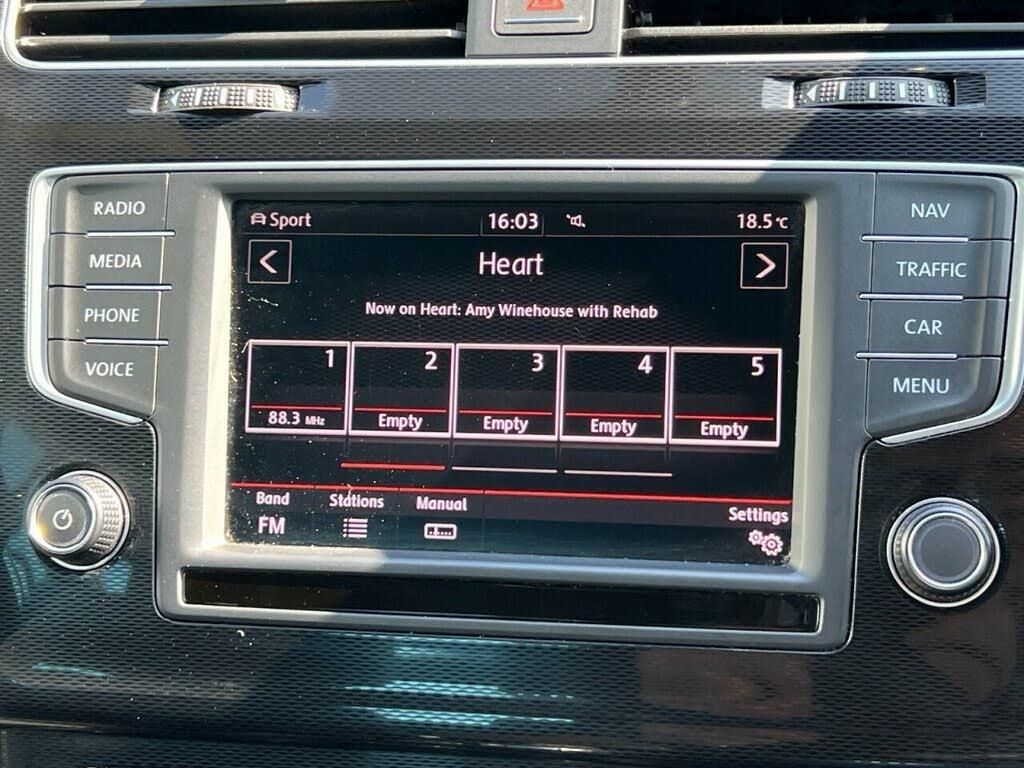 RADIO
MEDIA
PHONE
VOICE
Sport 16:03 18.5 °C
Heart
Now on Heart: Amy Winehouse with Rehab
1 2 3 4 5
88.3 MHz Empty Empty Empty Empty
Band Stations Manual Settings
FM
NAV
TRAFFIC
CAR
MENU